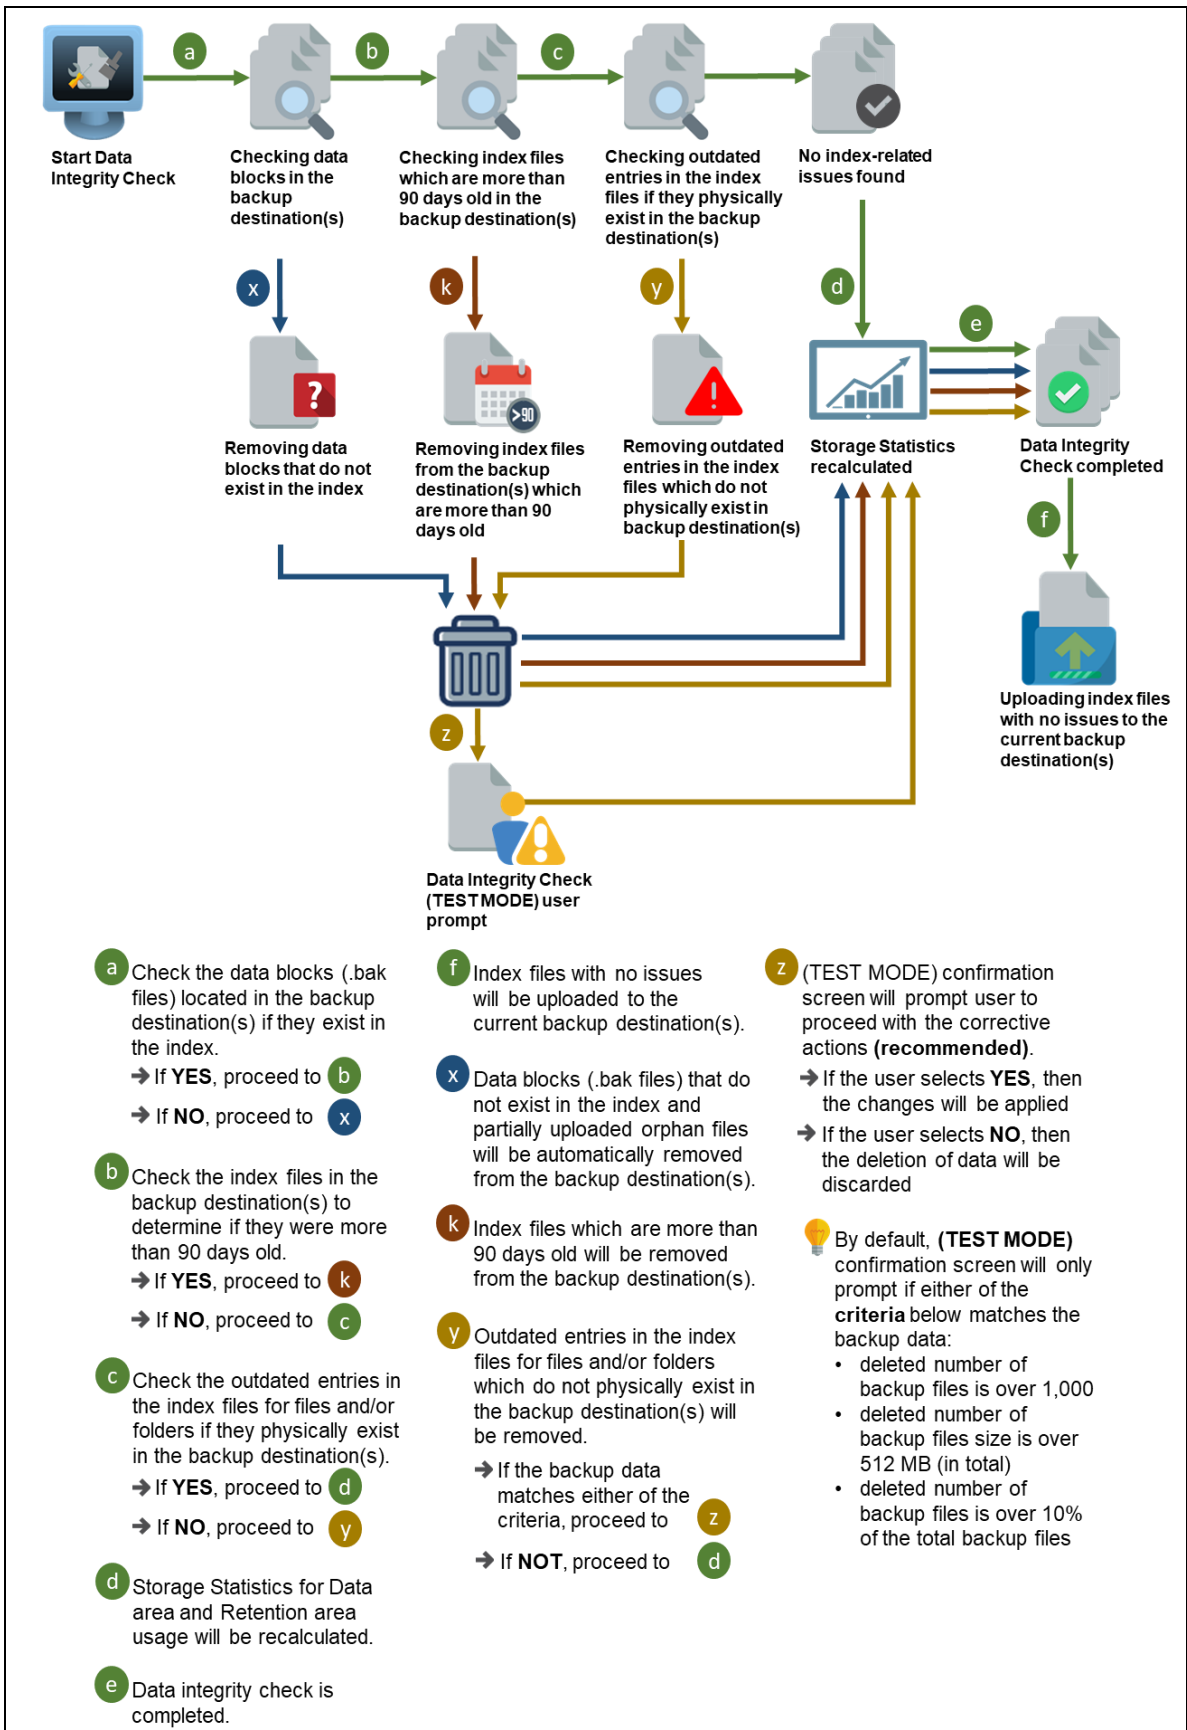 a
b
c
Start Data
Integrity Check
Checking data
blocks in the
backup
destination(s)
Checking index files
which are more than
90 days old in the
backup destination(s)
Checking outdated
entries in the index
files if they physically
exist in the backup
destination(s)
No index-related
issues found
x
k
y
d
e
?
>90
!
Removing data
blocks that do not
exist in the index
Removing index files
from the backup
destination(s) which
are more than 90
days old
Removing outdated
entries in the index
files which do not
physically exist in
backup destination(s)
Storage Statistics
recalculated
Data Integrity
Check completed
f
Uploading index files
with no issues to the
current backup
destination(s)
z
!
Data Integrity Check
(TEST MODE) user
prompt
a
Check the data blocks (.bak
files) located in the backup
destination(s) if they exist in
the index.
➔ If YES, proceed to b
➔ If NO, proceed to x
b
Check the index files in the
backup destination(s) to
determine if they were more
than 90 days old.
➔ If YES, proceed to k
➔ If NO, proceed to c
c
Check the outdated entries in
the index files for files and/or
folders if they physically exist
in the backup destination(s).
➔ If YES, proceed to d
➔ If NO, proceed to y
d
Storage Statistics for Data
area and Retention area
usage will be recalculated.
e
Data integrity check is
completed.
f
Index files with no issues
will be uploaded to the
current backup destination(s).
x
Data blocks (.bak files) that do
not exist in the index and
partially uploaded orphan files
will be automatically removed
from the backup destination(s).
k
Index files which are more than
90 days old will be removed
from the backup destination(s).
y
Outdated entries in the index
files for files and/or folders
which do not physically exist in
the backup destination(s) will
be removed.
➔ If the backup data
matches either of the
criteria, proceed to z
➔ If NOT, proceed to d
z
(TEST MODE) confirmation
screen will prompt user to
proceed with the corrective
actions (recommended).
➔ If the user selects YES, then
the changes will be applied
➔ If the user selects NO, then
the deletion of data will be
discarded
By default, (TEST MODE)
confirmation screen will only
prompt if either of the
criteria below matches the
backup data:
• deleted number of
backup files is over 1,000
• deleted number of
backup files size is over
512 MB (in total)
• deleted number of
backup files is over 10%
of the total backup files